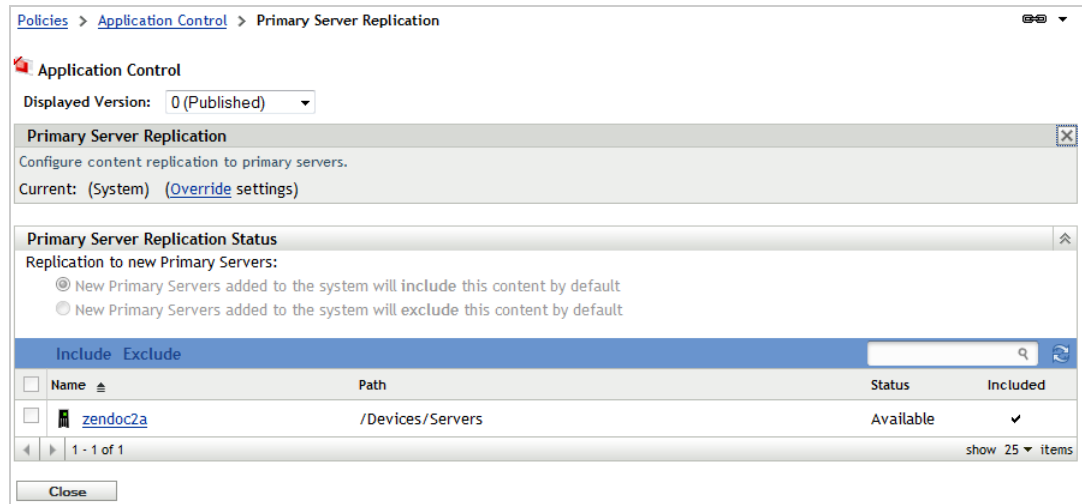 Policies > Application Control > Primary Server Replication
Application Control
Displayed Version: 0 (Published)
Primary Server Replication
Configure content replication to primary servers.
Current: (System) (Override settings)
Primary Server Replication Status
Replication to new Primary Servers:
New Primary Servers added to the system will include this content by default
New Primary Servers added to the system will exclude this content by default
Include Exclude
Name Path Status Included
zendoc2a /Devices/Servers Available
1 - 1 of 1 show 25 items
Close